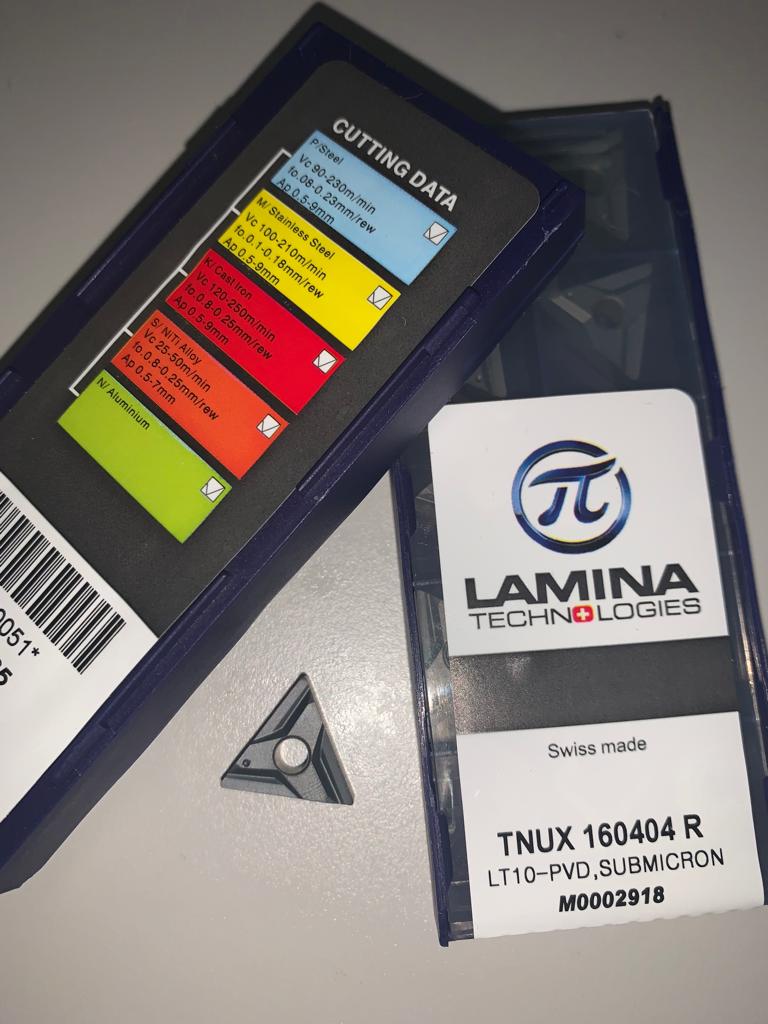 CUTTING DATA
P/Steel
Vc 90-230m/min
fo.08-0.23mm/rew
Ap 0.5-9mm
M/ Stainless Steel
Vc 100-210m/min
fo.0.1-0.18mm/rew
Ap 0.5-9mm
K/ Cast Iron
Vc 120-250m/min
fo.0.8-0.25mm/rew
Ap 0.5-9mm
S/ NiTi Alloy
Vc 25-50m/min
fo.0.8-0.25mm/rew
Ap 0.5-7mm
N/ Aluminium
0051*
π
LAMINA
TECHNOLOGIES
Swiss made
TNUX 160404 R
LT10-PVD,SUBMICRON
M0002918